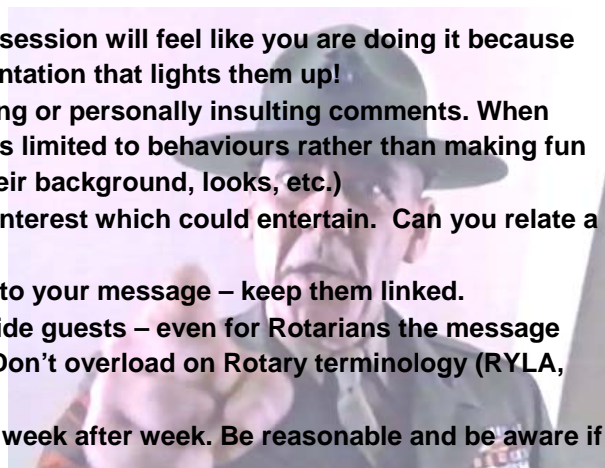 session will feel like you are doing it because
ntation that lights them up!
ng or personally insulting comments. When
s limited to behaviours rather than making fun
eir background, looks, etc.)
nterest which could entertain.  Can you relate a
to your message – keep them linked.
ide guests – even for Rotarians the message
Don’t overload on Rotary terminology (RYLA,
week after week. Be reasonable and be aware if